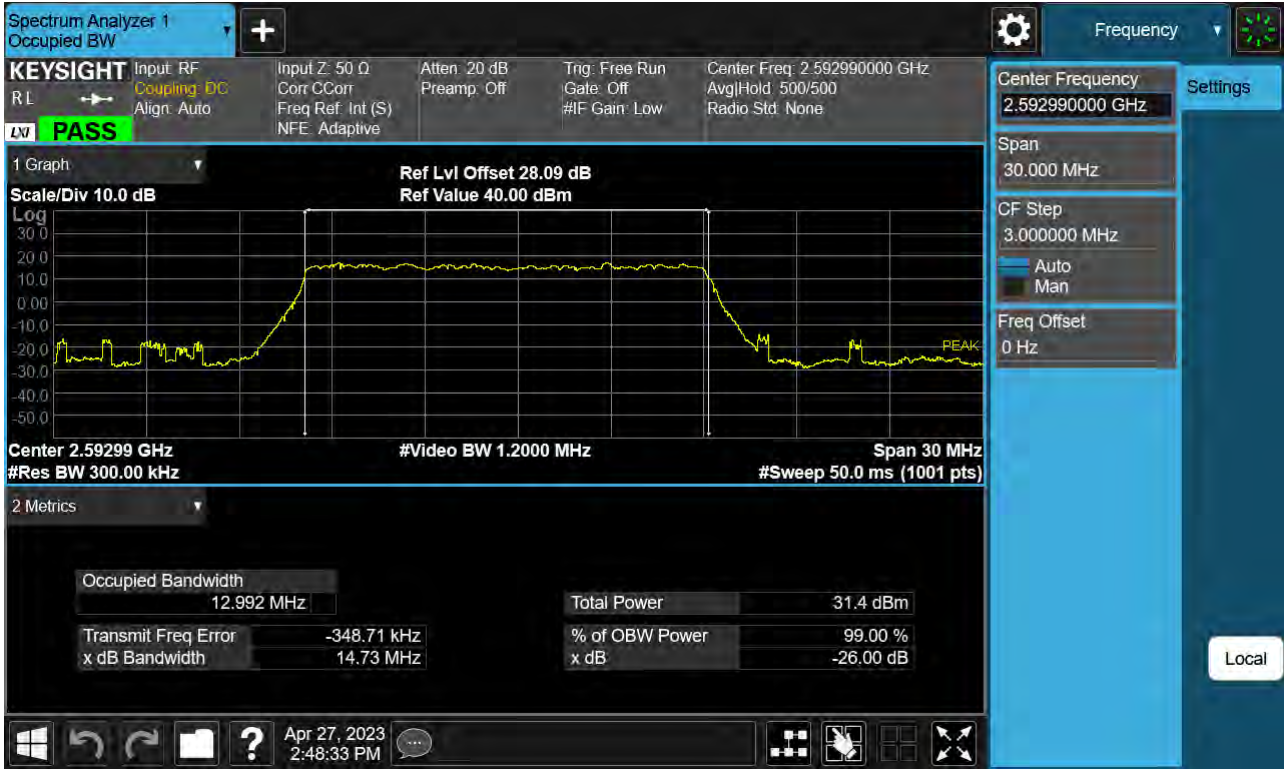 Spectrum Analyzer 1
Occupied BW
+
Frequency
KEYSIGHT
RL
LXI
PASS
Input: RF
Coupling: DC
Align: Auto
Input Z: 50 Ω
Corr CCorr
Freq Ref: Int (S)
NFE: Adaptive
Atten: 20 dB
Preamp: Off
Trig: Free Run
Gate: Off
#IF Gain: Low
Center Freq: 2.592990000 GHz
Avg|Hold: 500/500
Radio Std: None
Center Frequency
2.592990000 GHz
Settings
Span
30.000 MHz
CF Step
3.000000 MHz
Auto
Man
Freq Offset
0 Hz
Local
1 Graph
Scale/Div 10.0 dB
Ref Lvl Offset 28.09 dB
Ref Value 40.00 dBm
Log
30.0
20.0
10.0
0.00
-10.0
-20.0
-30.0
-40.0
-50.0
PEAK
Center 2.59299 GHz
#Video BW 1.2000 MHz
Span 30 MHz
#Res BW 300.00 kHz
#Sweep 50.0 ms (1001 pts)
2 Metrics
Occupied Bandwidth
12.992 MHz
Total Power 31.4 dBm
Transmit Freq Error -348.71 kHz
% of OBW Power 99.00 %
x dB Bandwidth 14.73 MHz
x dB -26.00 dB
?
Apr 27, 2023
2:48:33 PM